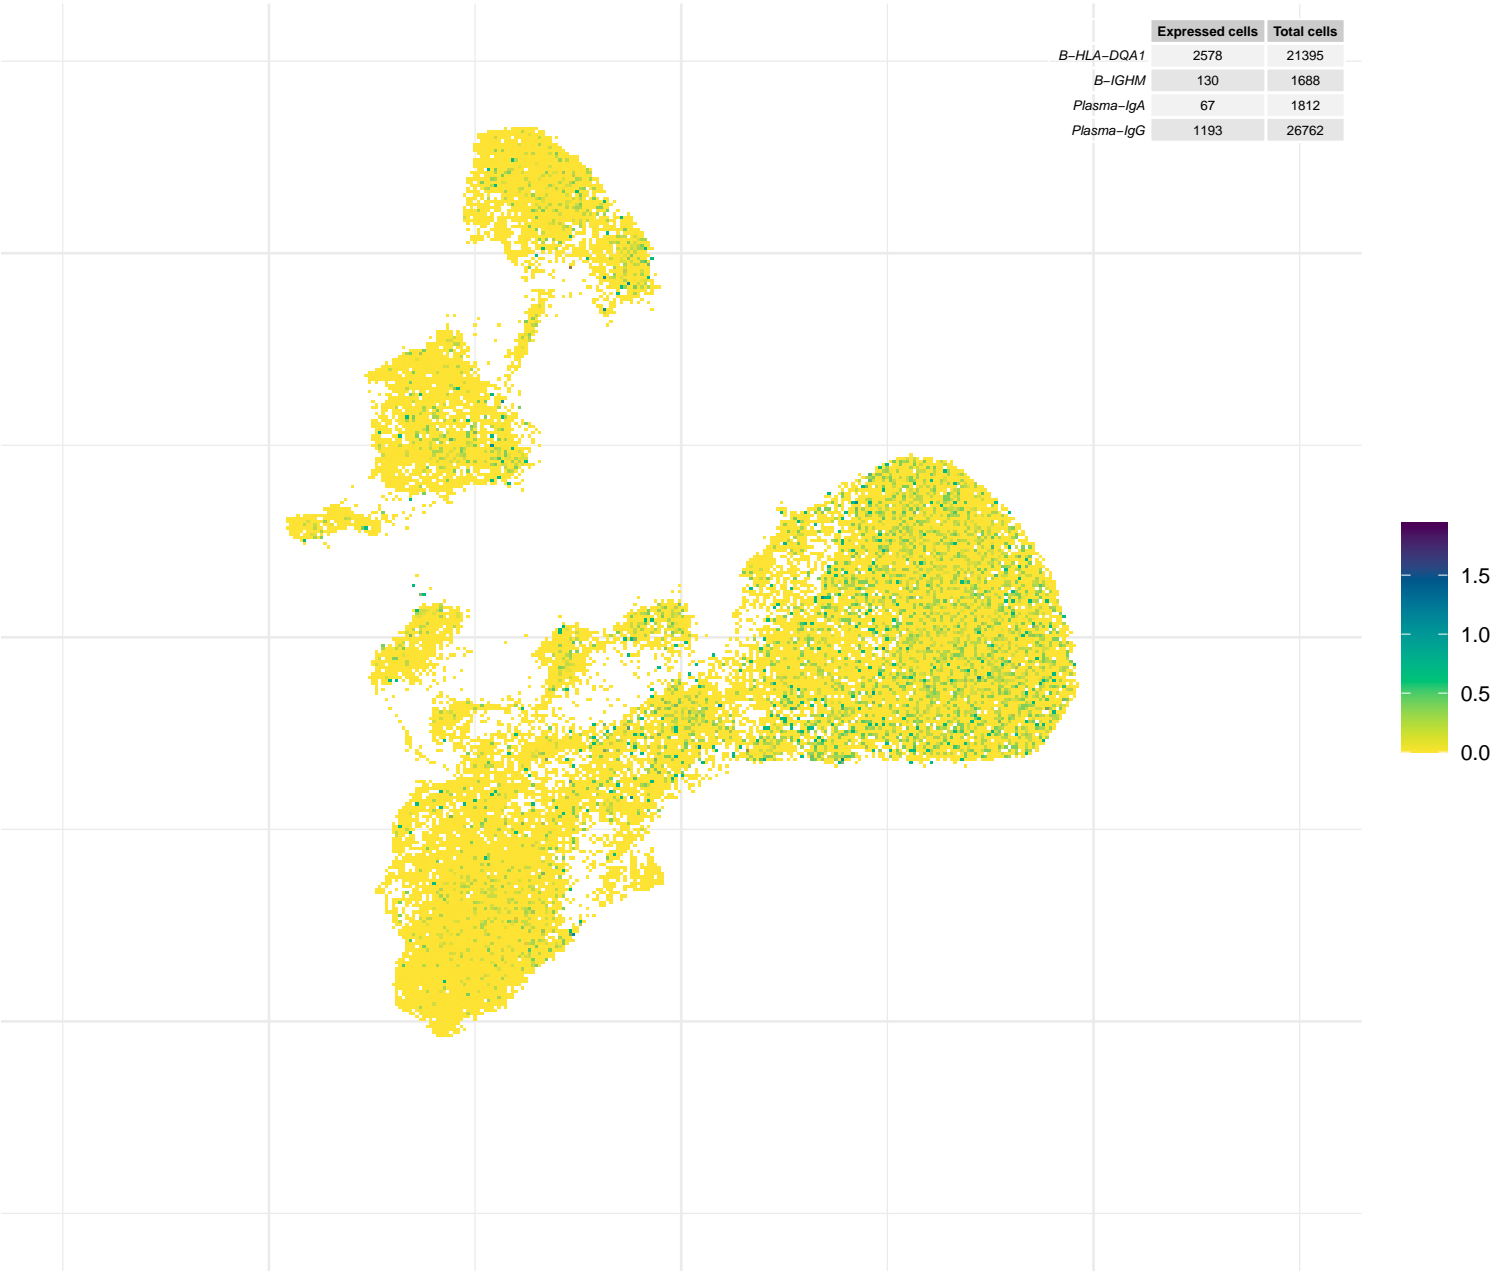 Expressed cells Total cells
B−HLA−DQA1 2578 21395
B−IGHM 130 1688
Plasma−IgA 67 1812
Plasma−IgG 1193 26762
1.5
1.0
0.5
0.0